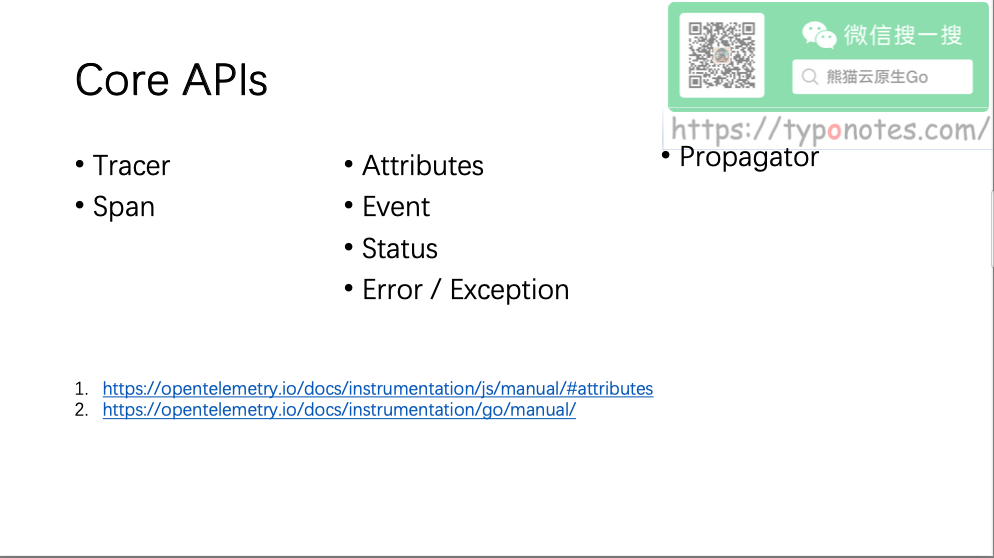 微信搜一搜
熊猫云原生Go
https://typonotes.com/
Core APIs
• Tracer
• Span
• Attributes
• Event
• Status
• Error / Exception
• Propagator
1. https://opentelemetry.io/docs/instrumentation/js/manual/#attributes
2. https://opentelemetry.io/docs/instrumentation/go/manual/